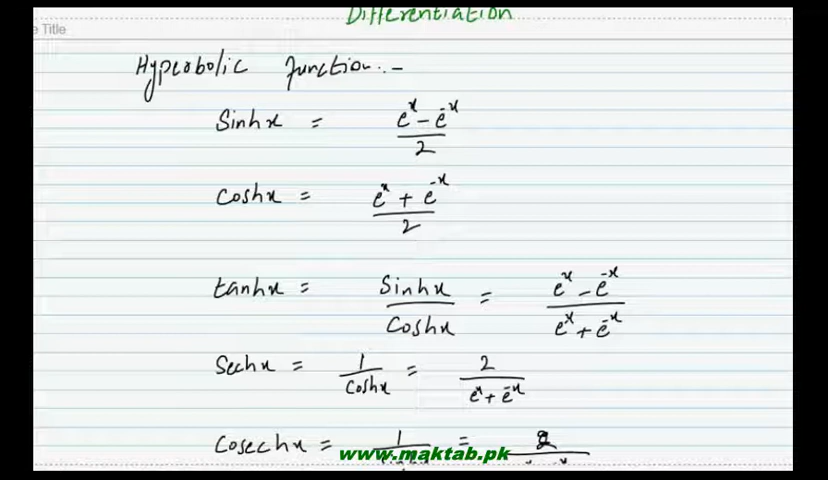 Differentiation
e Title
Hyperbolic function:-
Sinhx = e^x - e^-x / 2
Coshx = e^x + e^-x / 2
tanhx = Sinhx / Coshx = e^x - e^-x / e^x + e^-x
Sechx = 1 / Coshx = 2 / e^x + e^-x
Cosechx = 1 / = 2 /
www.maktab.pk